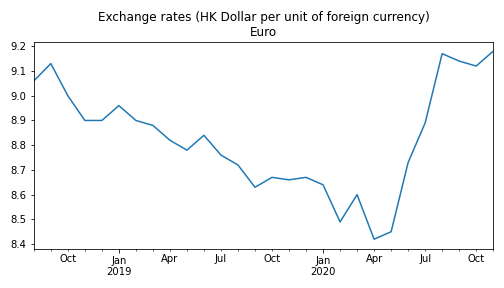 Exchange rates (HK Dollar per unit of foreign currency)
Euro
9.2
9.1
9.0
8.9
8.8
8.7
8.6
8.5
8.4
Oct
Jan
2019
Apr
Jul
Oct
Jan
2020
Apr
Jul
Oct